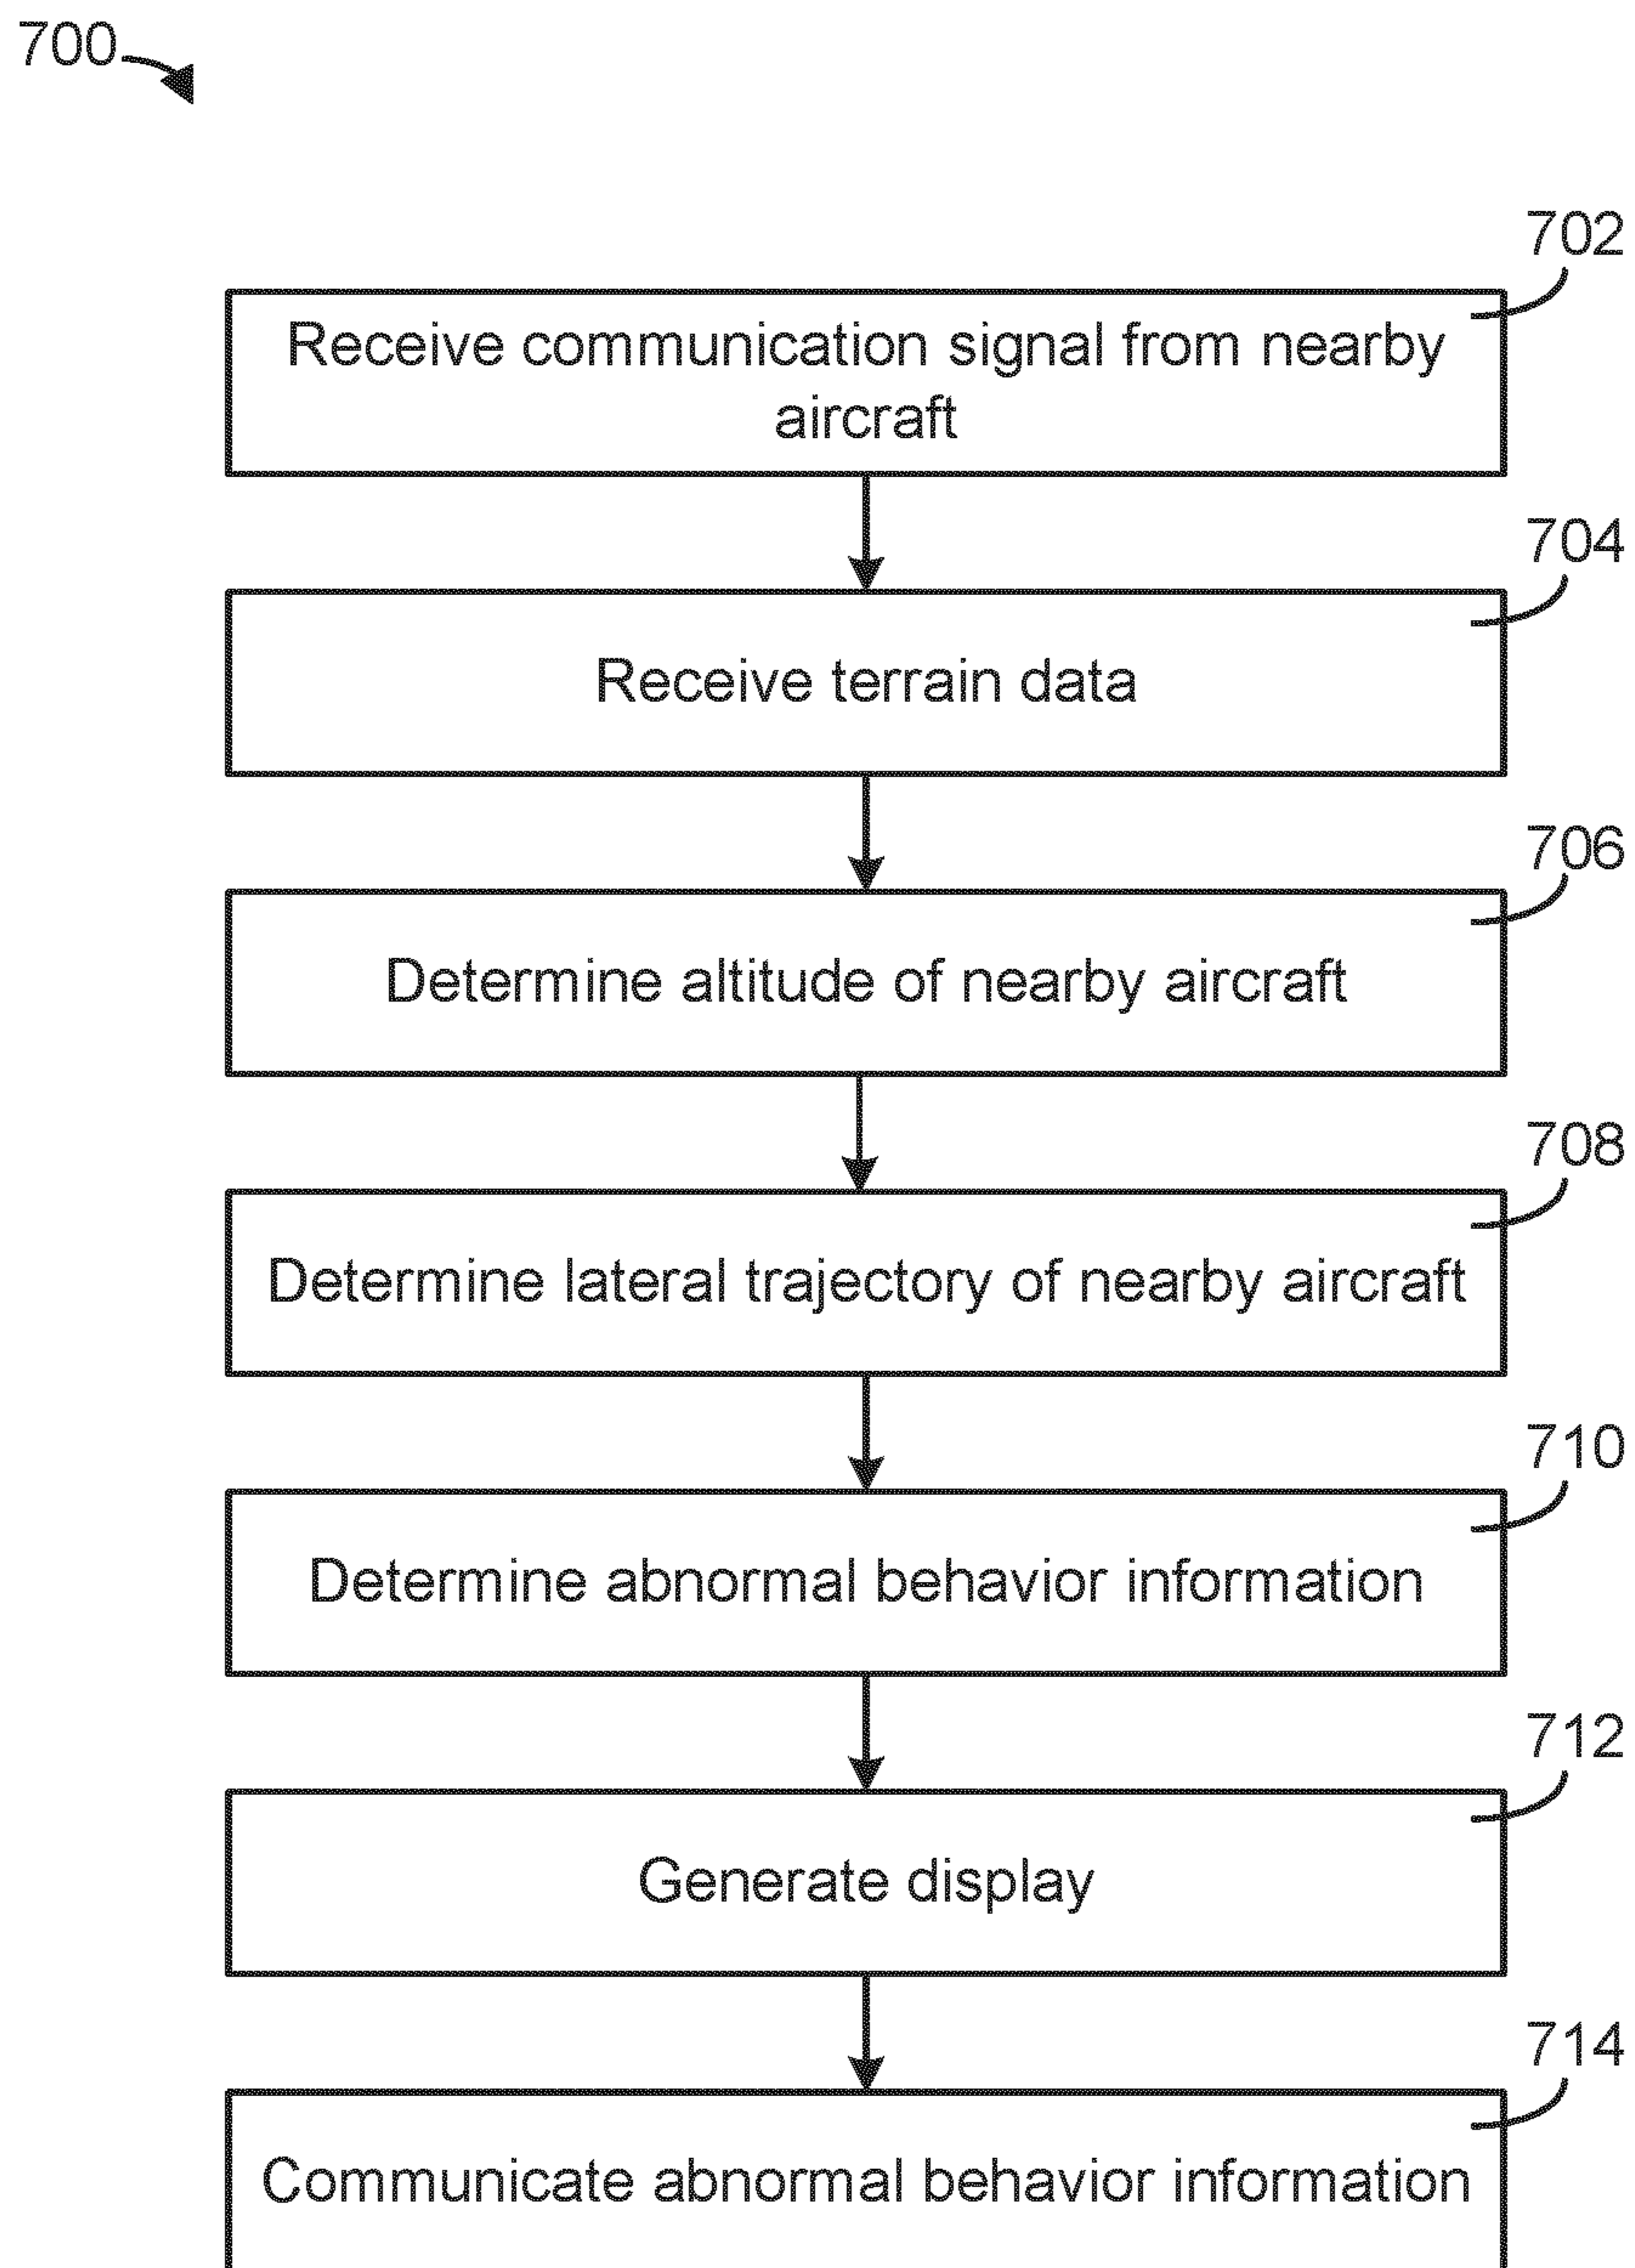 700
702
Receive communication signal from nearby
aircraft
704
Receive terrain data
706
Determine altitude of nearby aircraft
708
Determine lateral trajectory of nearby aircraft
710
Determine abnormal behavior information
712
Generate display
714
Communicate abnormal behavior information